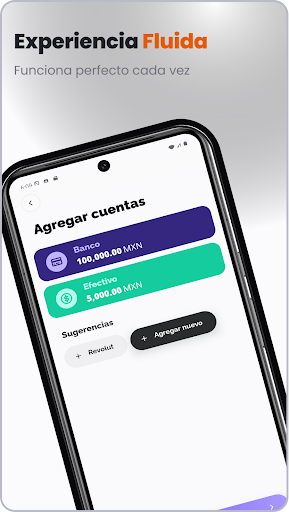 Experiencia Fluida
Funciona perfecto cada vez
Agregar cuentas
Banco
100,000.00 MXN
Efectivo
5,000.00 MXN
Sugerencias
+ Revolut
+ Agregar nuevo